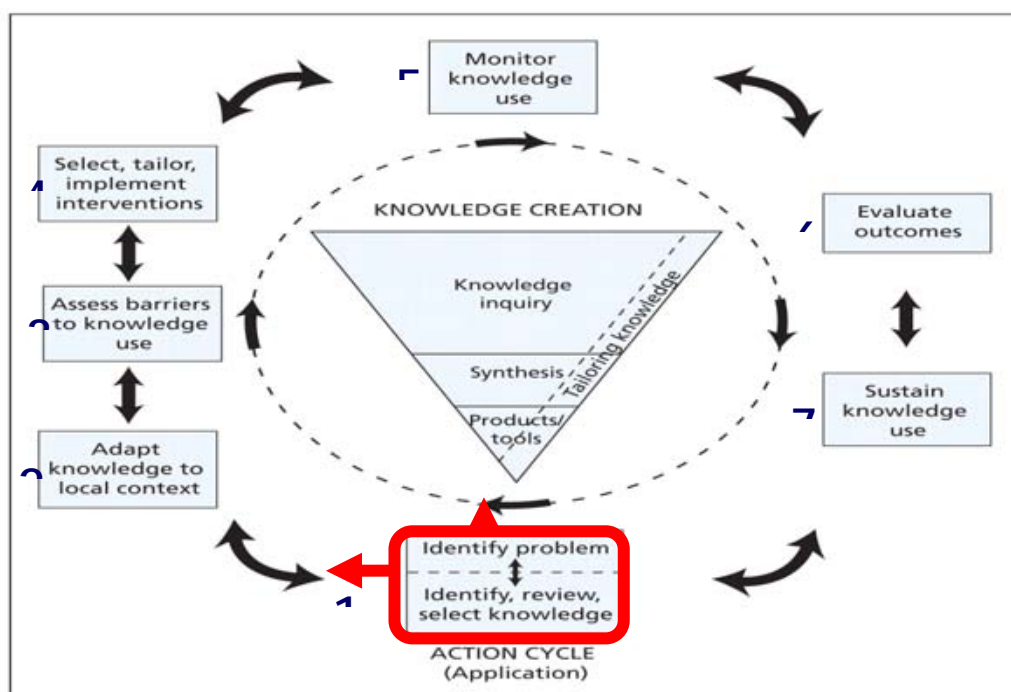 Monitor
knowledge
use
Select, tailor,
implement
interventions
KNOWLEDGE CREATION
Evaluate
outcomes
Knowledge
inquiry
Tailoring knowledge
Assess barriers
to knowledge
use
Synthesis
Products/
tools
Sustain
knowledge
use
Adapt
knowledge to
local context
Identify problem
Identify, review,
select knowledge
1
ACTION CYCLE
(Application)